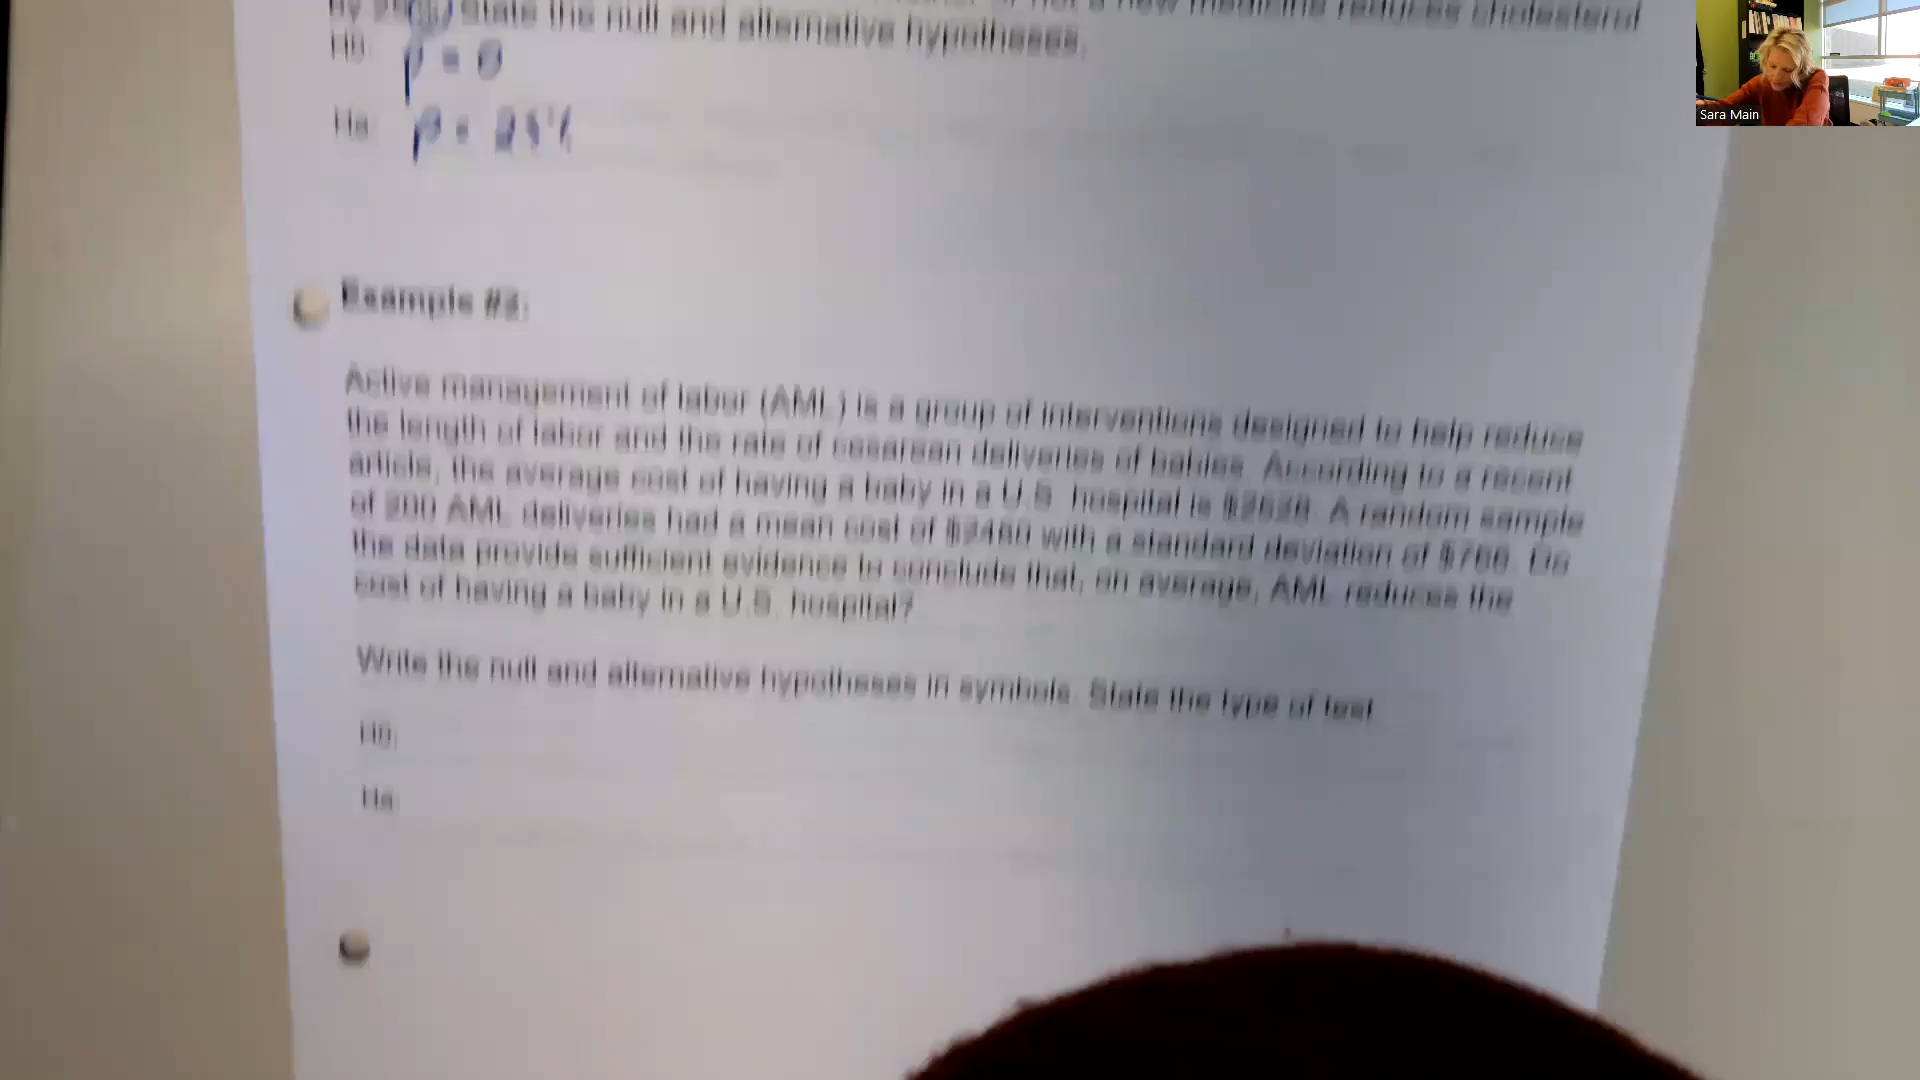 State the null and alternative hypotheses.
H0: p = 0
Ha: p = 25%
Sara Main
Example #3:
Active management of labor (AML) is a group of interventions designed to help reduce
the length of labor and the rate of cesarean deliveries of babies. According to a recent
article, the average cost of having a baby in a U.S. hospital is $2528. A random sample
of 200 AML deliveries had a mean cost of $2480 with a standard deviation of $766. Do
the data provide sufficient evidence to conclude that, on average, AML reduces the
cost of having a baby in a U.S. hospital?
Write the null and alternative hypotheses in symbols. State the type of test
H0:
Ha: